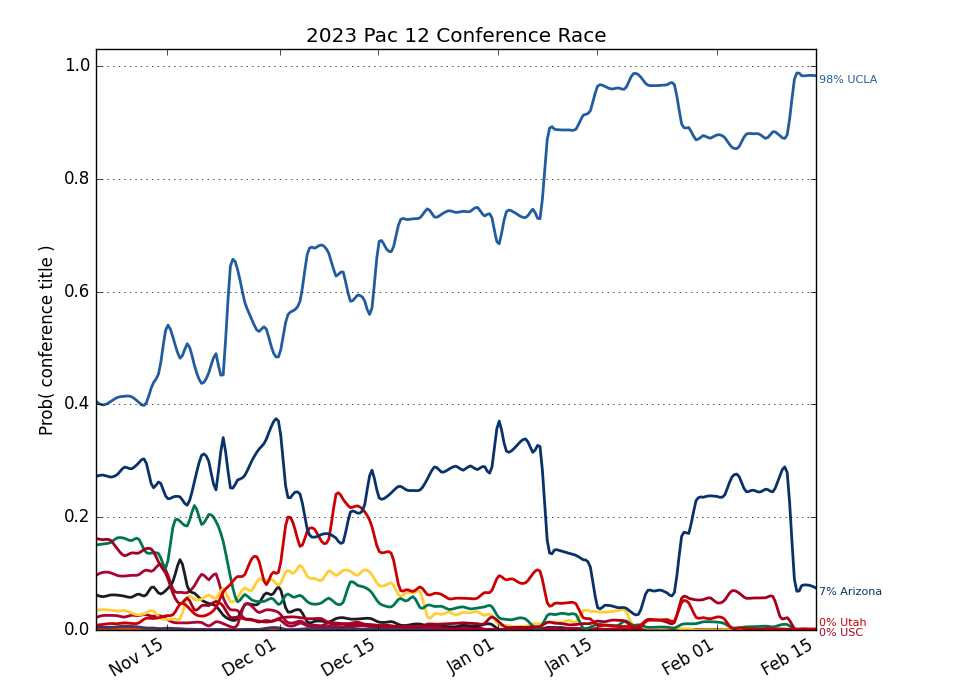 2023 Pac 12 Conference Race
Prob( conference title )
1.0
0.8
0.6
0.4
0.2
0.0
98% UCLA
7% Arizona
0% Utah
0% USC
Nov 15
Dec 01
Dec 15
Jan 01
Jan 15
Feb 01
Feb 15